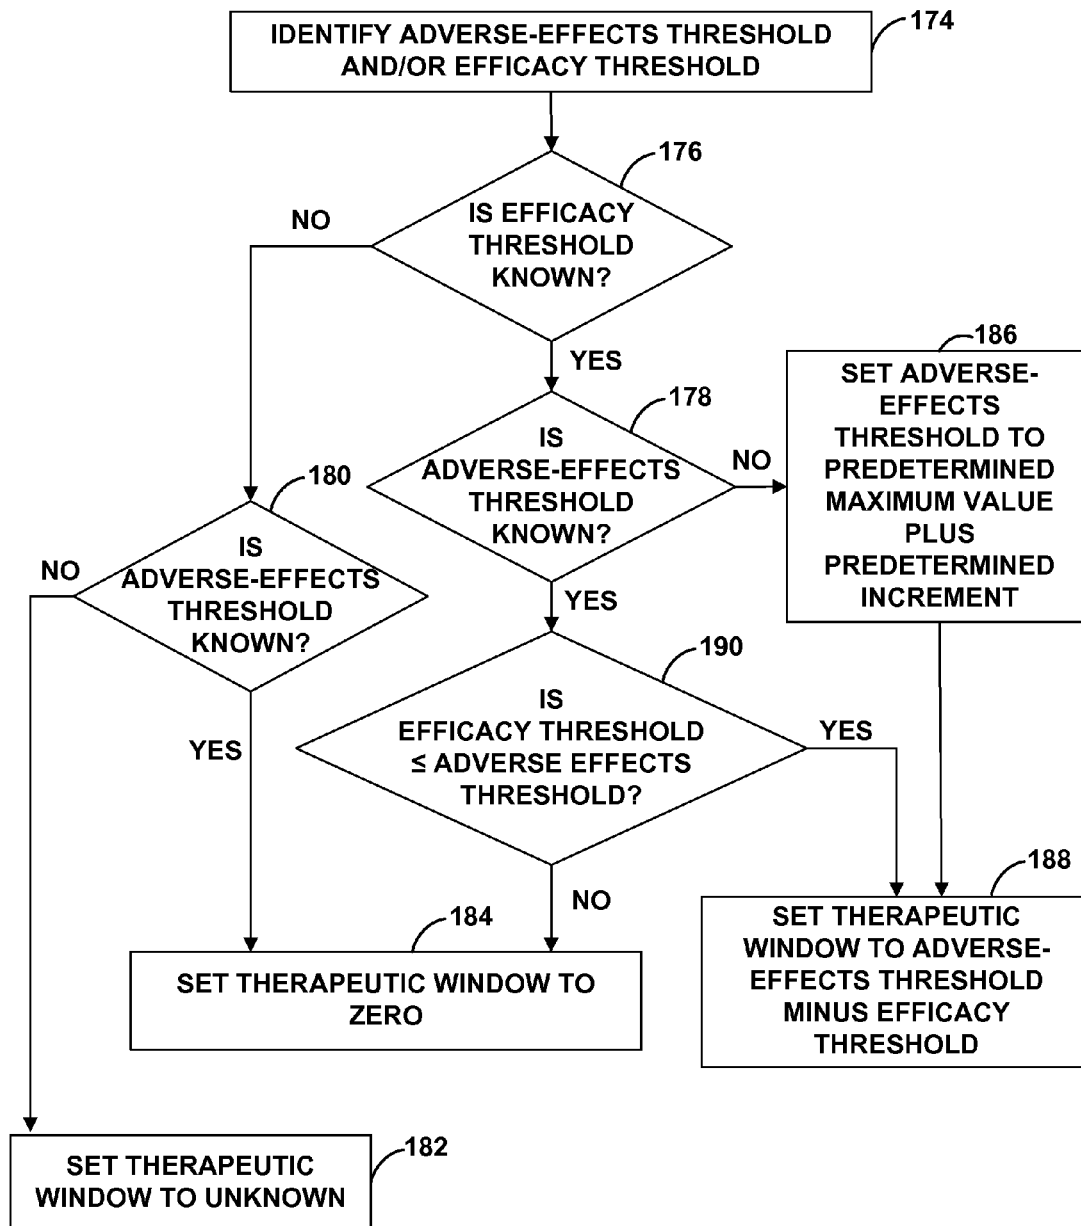 IDENTIFY ADVERSE-EFFECTS THRESHOLD
AND/OR EFFICACY THRESHOLD
174
176
IS EFFICACY
THRESHOLD
KNOWN?
NO
YES
178
IS
ADVERSE-EFFECTS
THRESHOLD
KNOWN?
NO
YES
186
SET ADVERSE-
EFFECTS
THRESHOLD TO
PREDETERMINED
MAXIMUM VALUE
PLUS
PREDETERMINED
INCREMENT
180
IS
ADVERSE-EFFECTS
THRESHOLD
KNOWN?
NO
YES
190
IS
EFFICACY THRESHOLD
≤ ADVERSE EFFECTS
THRESHOLD?
YES
NO
184
SET THERAPEUTIC WINDOW TO
ZERO
188
SET THERAPEUTIC
WINDOW TO ADVERSE-
EFFECTS THRESHOLD
MINUS EFFICACY
THRESHOLD
182
SET THERAPEUTIC
WINDOW TO UNKNOWN